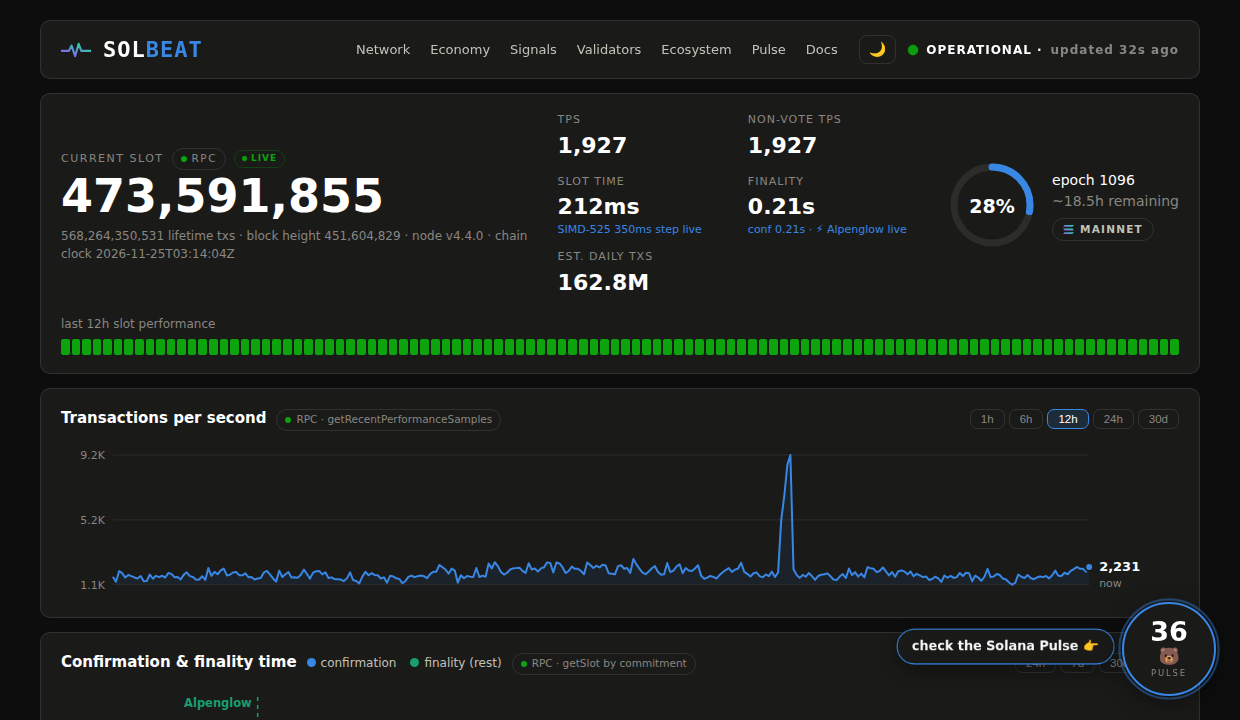 SOLBEAT
Network Economy Signals Validators Ecosystem Pulse Docs
OPERATIONAL · updated 32s ago
CURRENT SLOT RPC LIVE
473,591,855
568,264,350,531 lifetime txs · block height 451,604,829 · node v4.4.0 · chain
clock 2026-11-25T03:14:04Z
TPS
1,927
NON-VOTE TPS
1,927
SLOT TIME
212ms
SIMD-525 350ms step live
FINALITY
0.21s
conf 0.21s · ⚡ Alpenglow live
EST. DAILY TXS
162.8M
28%
epoch 1096
~18.5h remaining
MAINNET
last 12h slot performance
Transactions per second RPC · getRecentPerformanceSamples
1h 6h 12h 24h 30d
9.2K
5.2K
1.1K
2,231
now
Confirmation & finality time confirmation finality (rest) RPC · getSlot by commitment
Alpenglow
check the Solana Pulse 👉
36
PULSE